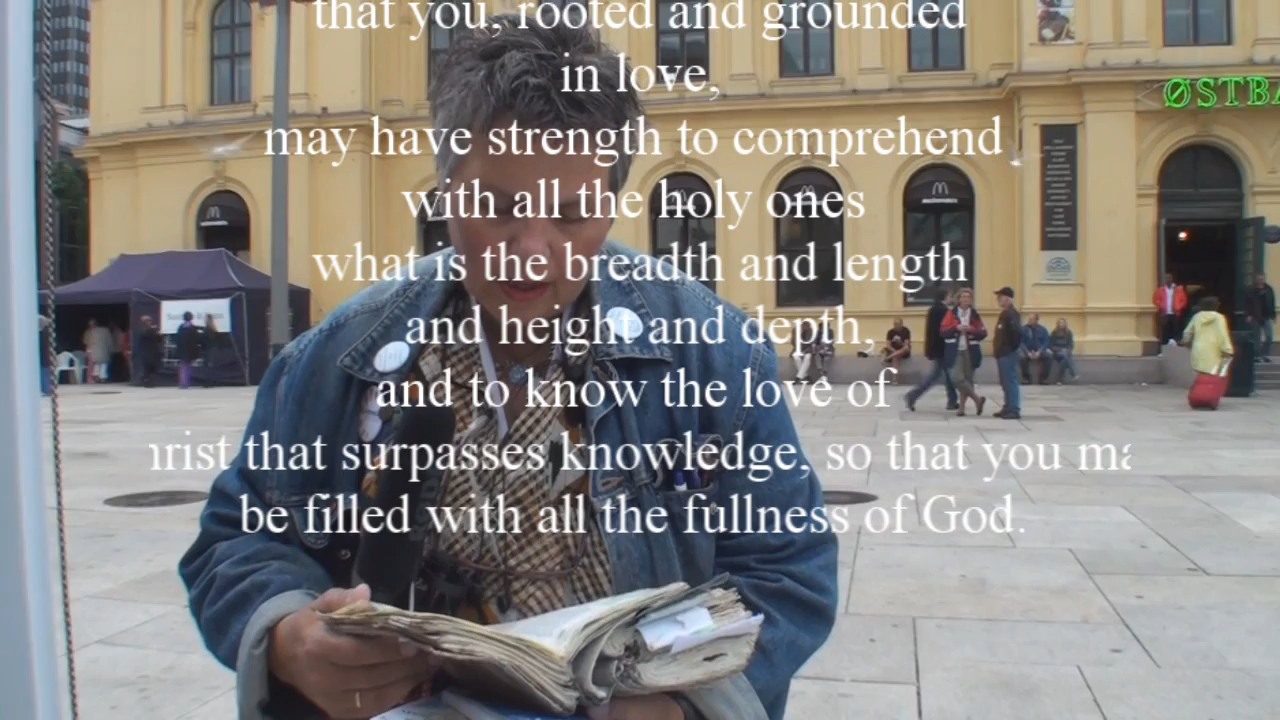 that you, rooted and grounded
in love,
may have strength to comprehend
with all the holy ones
what is the breadth and length
and height and depth,
and to know the love of
hrist that surpasses knowledge, so that you ma
be filled with all the fullness of God.
ØSTBA
McDonald's